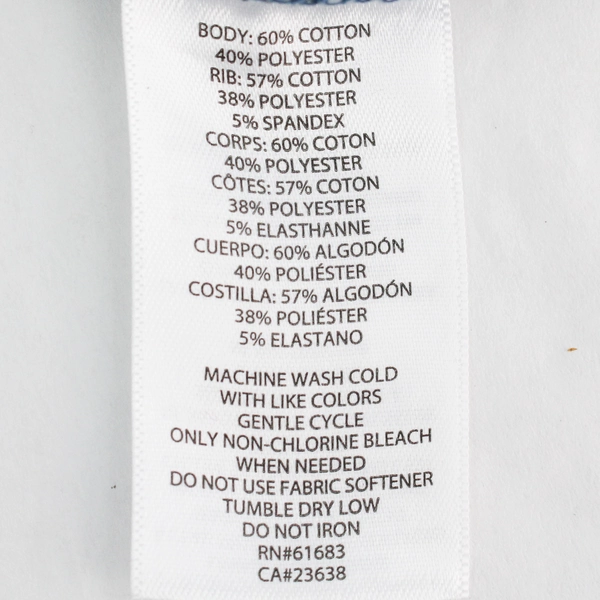 BODY: 60% COTTON
40% POLYESTER
RIB: 57% COTTON
38% POLYESTER
5% SPANDEX
CORPS: 60% COTON
40% POLYESTER
CÔTES: 57% COTON
38% POLYESTER
5% ELASTHANNE
CUERPO: 60% ALGODÓN
40% POLIÉSTER
COSTILLA: 57% ALGODÓN
38% POLIÉSTER
5% ELASTANO
MACHINE WASH COLD
WITH LIKE COLORS
GENTLE CYCLE
ONLY NON-CHLORINE BLEACH
WHEN NEEDED
DO NOT USE FABRIC SOFTENER
TUMBLE DRY LOW
DO NOT IRON
RN#61683
CA#23638